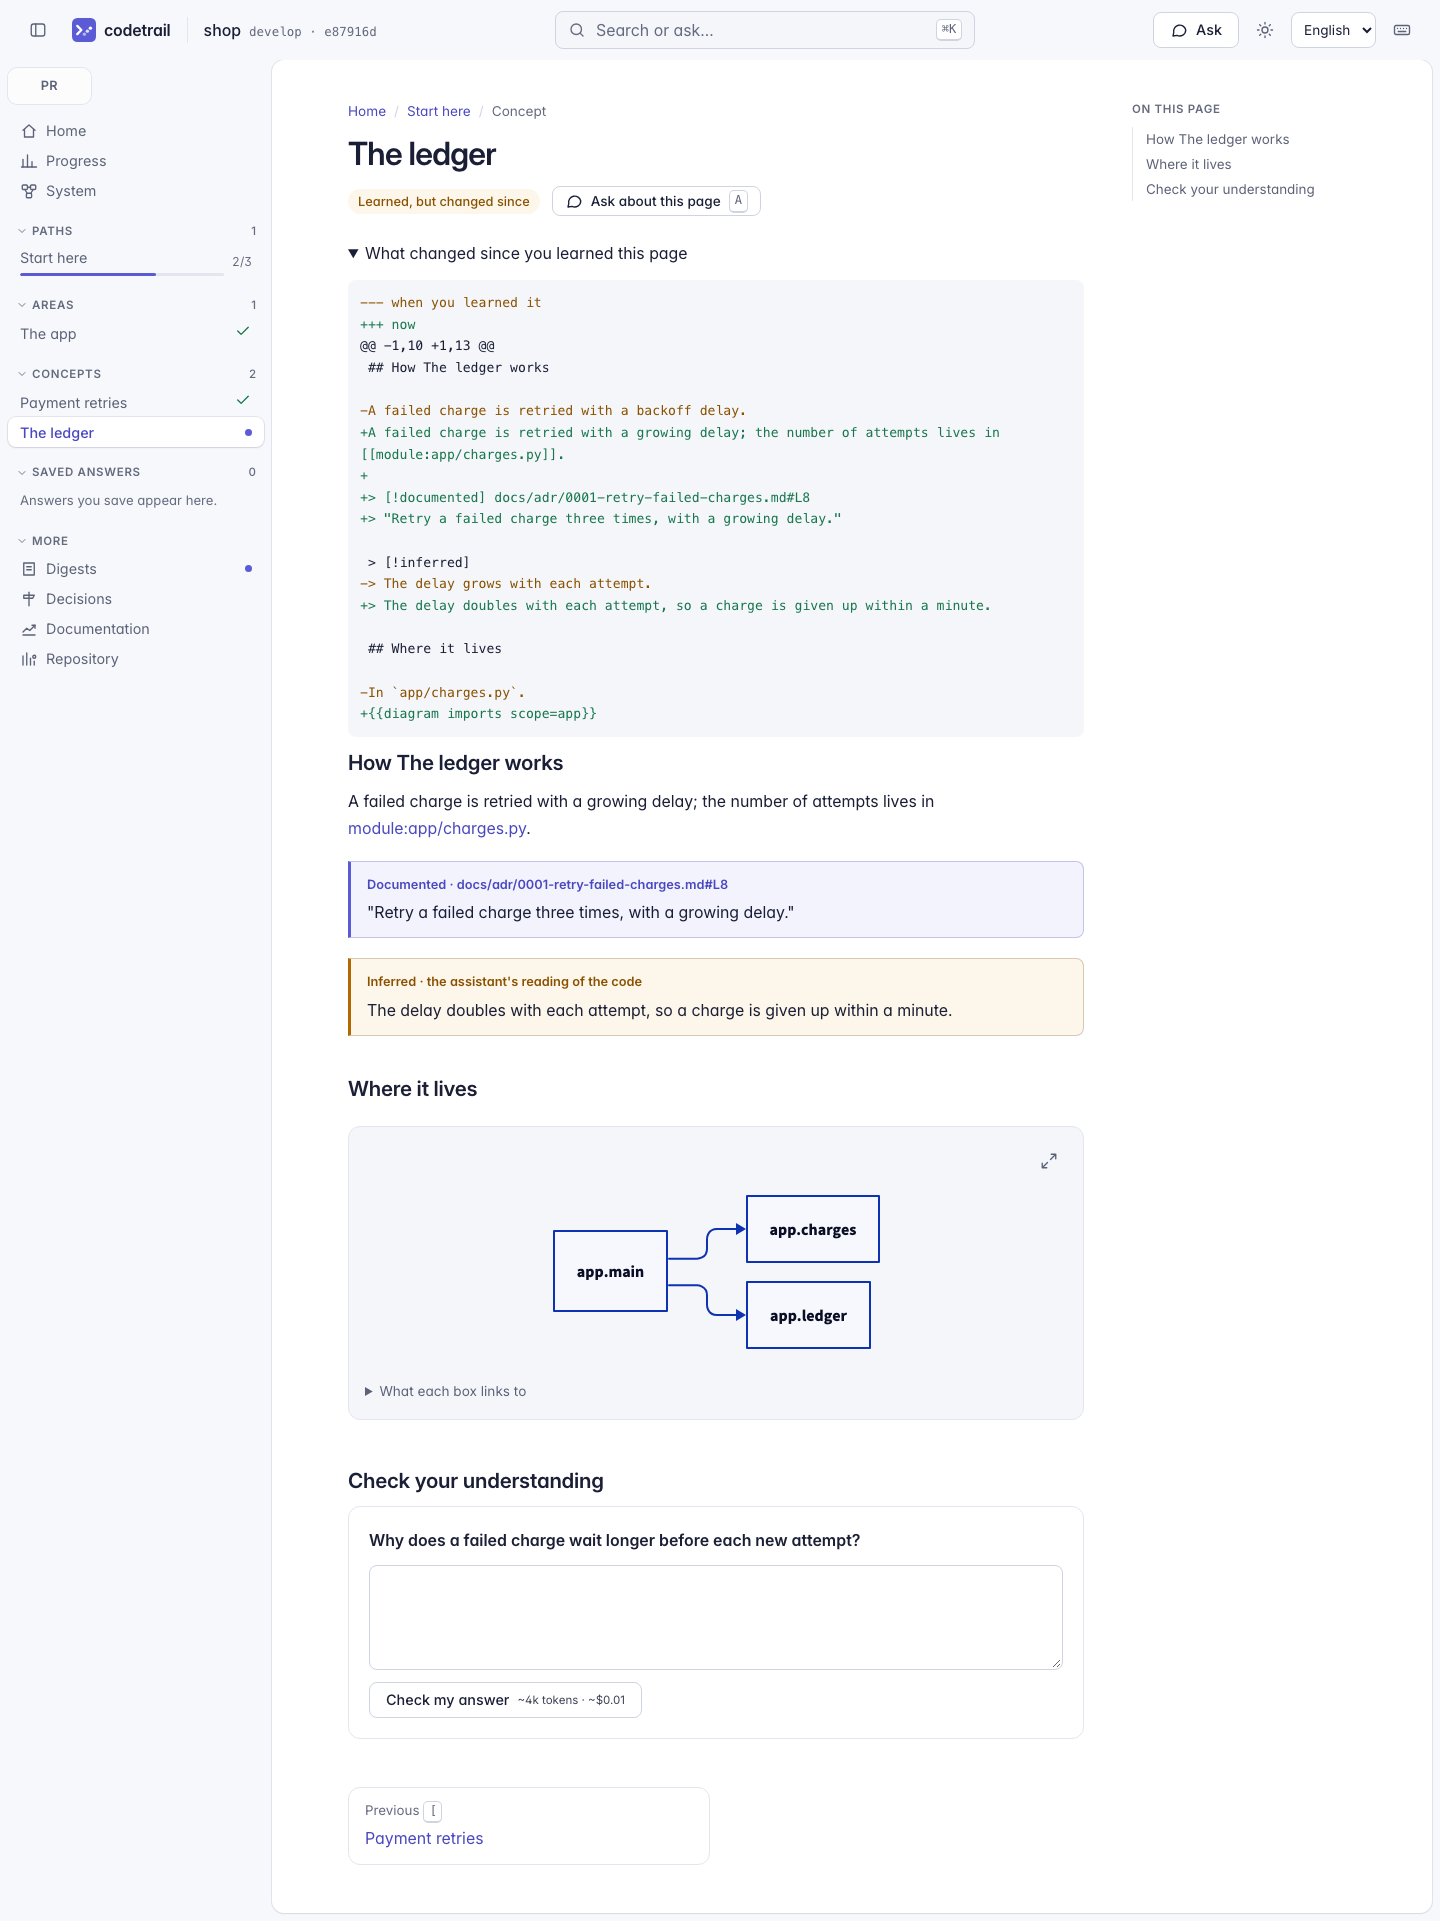 codetrail
shop develop · e87916d
Search or ask...
⌘K
Ask
English
PR
Home
Progress
System
PATHS 1
Start here 2/3
AREAS 1
The app
CONCEPTS 2
Payment retries
The ledger
SAVED ANSWERS 0
Answers you save appear here.
MORE
Digests
Decisions
Documentation
Repository
Home / Start here / Concept
The ledger
Learned, but changed since
Ask about this page A
What changed since you learned this page
--- when you learned it
+++ now
@@ -1,10 +1,13 @@
## How The ledger works
-A failed charge is retried with a backoff delay.
+A failed charge is retried with a growing delay; the number of attempts lives in
[[module:app/charges.py]].
+
+> [!documented] docs/adr/0001-retry-failed-charges.md#L8
+> "Retry a failed charge three times, with a growing delay."
> [!inferred]
-> The delay grows with each attempt.
+> The delay doubles with each attempt, so a charge is given up within a minute.
## Where it lives
-In `app/charges.py`.
+{{diagram imports scope=app}}
How The ledger works
A failed charge is retried with a growing delay; the number of attempts lives in
module:app/charges.py.
Documented · docs/adr/0001-retry-failed-charges.md#L8
"Retry a failed charge three times, with a growing delay."
Inferred · the assistant's reading of the code
The delay doubles with each attempt, so a charge is given up within a minute.
Where it lives
app.main
app.charges
app.ledger
What each box links to
Check your understanding
Why does a failed charge wait longer before each new attempt?
Check my answer ~4k tokens · ~$0.01
Previous [
Payment retries
ON THIS PAGE
How The ledger works
Where it lives
Check your understanding